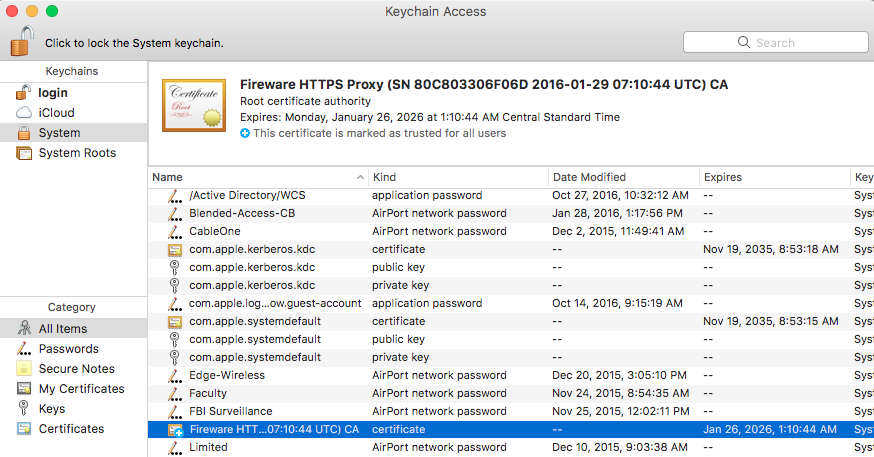 Keychain Access
Click to lock the System keychain.
Search
Keychains
login
iCloud
System
System Roots
Fireware HTTPS Proxy (SN 80C803306F06D 2016-01-29 07:10:44 UTC) CA
Root certificate authority
Expires: Monday, January 26, 2026 at 1:10:44 AM Central Standard Time
This certificate is marked as trusted for all users
Certificate
Root
Name Kind Date Modified Expires Key
/Active Directory/WCS application password Oct 27, 2016, 10:32:12 AM -- Syst
Blended-Access-CB AirPort network password Jan 28, 2016, 1:17:56 PM -- Syst
CableOne AirPort network password Dec 2, 2015, 11:49:41 AM -- Syst
com.apple.kerberos.kdc certificate -- Nov 19, 2035, 8:53:18 AM Syst
com.apple.kerberos.kdc public key -- -- Syst
com.apple.kerberos.kdc private key -- -- Syst
com.apple.log...ow.guest-account application password Oct 14, 2016, 9:15:19 AM -- Syst
com.apple.systemdefault certificate -- Nov 19, 2035, 8:53:15 AM Syst
com.apple.systemdefault public key -- -- Syst
com.apple.systemdefault private key -- -- Syst
Edge-Wireless AirPort network password Dec 20, 2015, 3:05:10 PM -- Syst
Faculty AirPort network password Nov 24, 2015, 8:54:35 AM -- Syst
FBI Surveillance AirPort network password Nov 25, 2015, 12:02:11 PM -- Syst
Fireware HTT...07:10:44 UTC) CA certificate -- Jan 26, 2026, 1:10:44 AM Syst
Limited AirPort network password Dec 10, 2015, 9:03:38 AM -- Syst
Category
All Items
Passwords
Secure Notes
My Certificates
Keys
Certificates